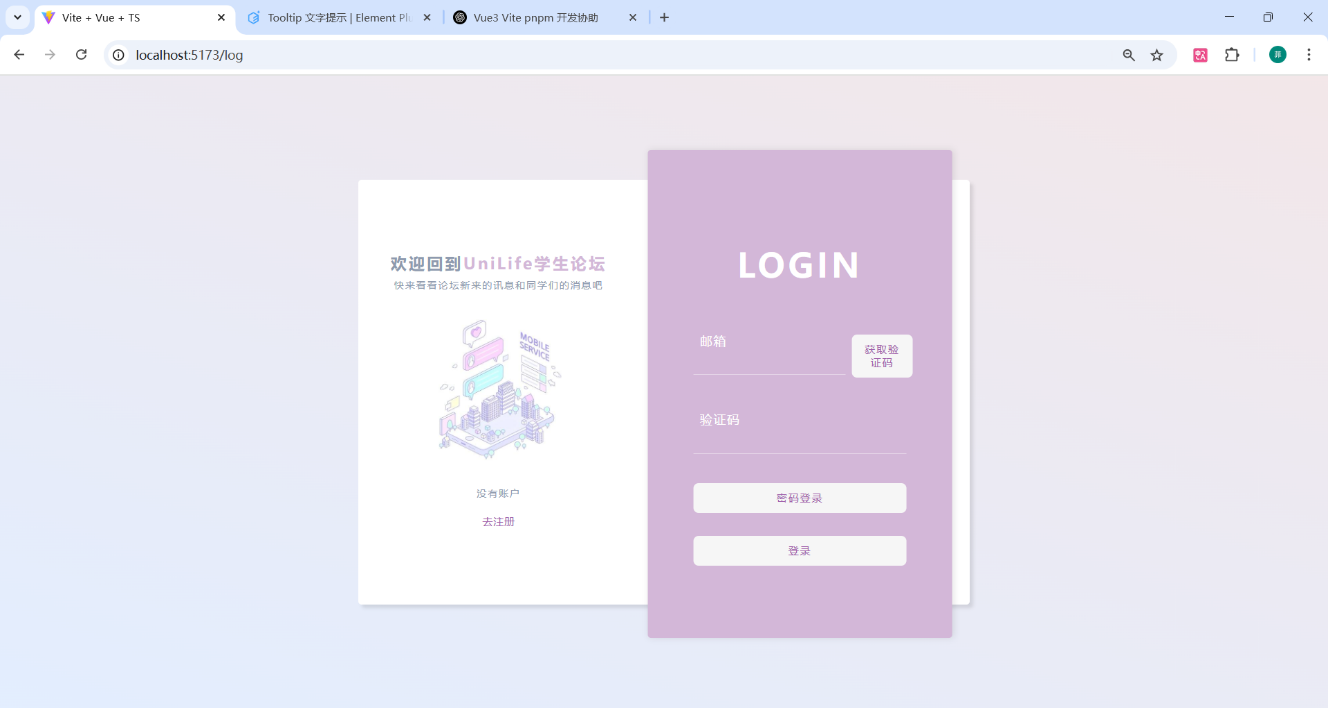 Vite + Vue + TS
Tooltip 文字提示 | Element Pl
Vue3 Vite pnpm 开发协助
localhost:5173/log
邦
LOGIN
欢迎回到UniLife学生论坛
快来看看论坛新来的讯息和同学们的消息吧
MOBILE
SERVICE
邮箱
获取验
证码
验证码
没有账户
密码登录
去注册
登录